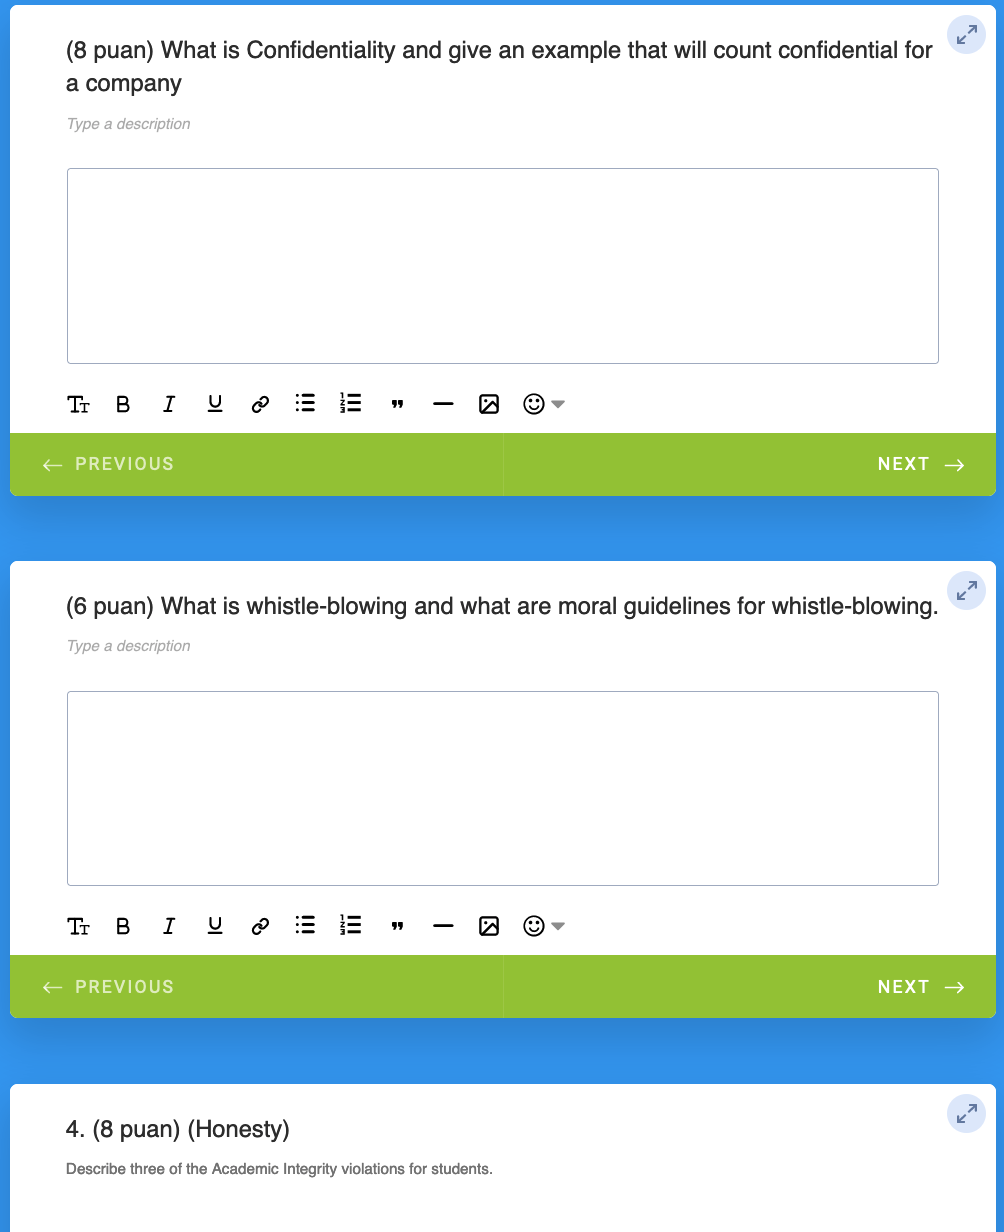 (8 puan) What is Confidentiality and give an example that will count confidential for
a company
Type a description
PREVIOUS
NEXT
(6 puan) What is whistle-blowing and what are moral guidelines for whistle-blowing.
Type a description
PREVIOUS
NEXT
4. (8 puan) (Honesty)
Describe three of the Academic Integrity violations for students.